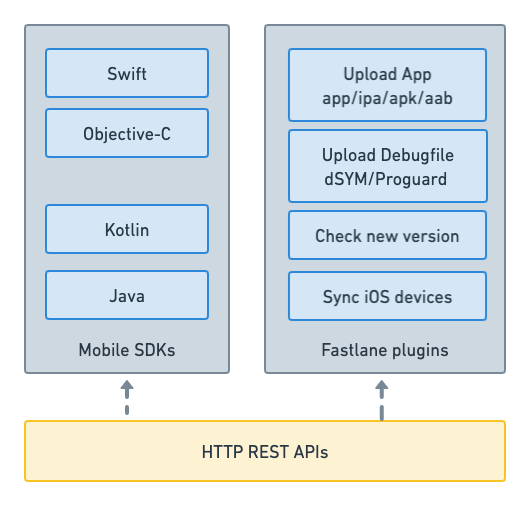 Swift
Objective-C
Kotlin
Java
Mobile SDKs
Upload App
app/ipa/apk/aab
Upload Debugfile
dSYM/Proguard
Check new version
Sync iOS devices
Fastlane plugins
HTTP REST APIs